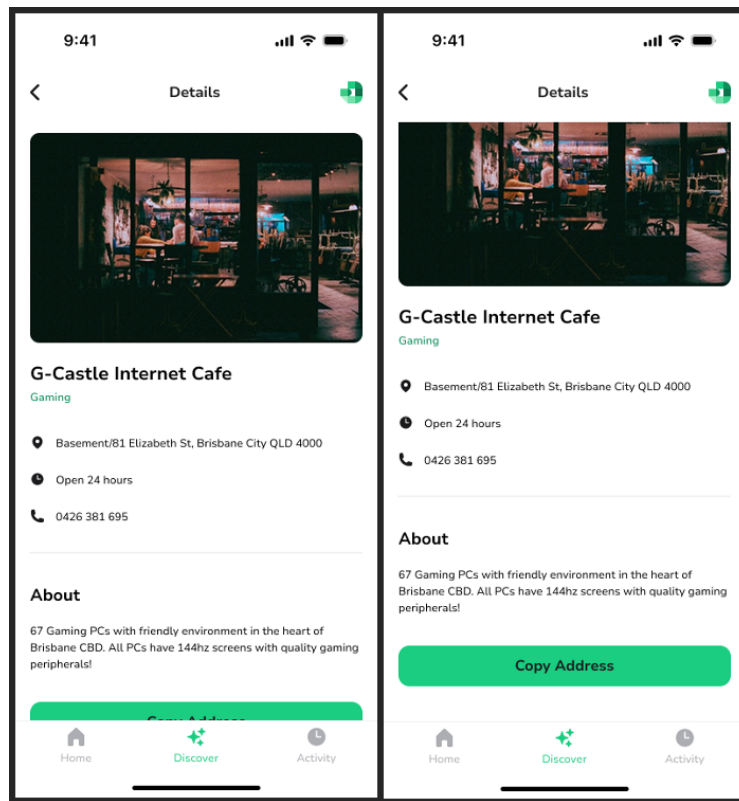 9:41
Details
G-Castle Internet Cafe
Gaming
Basement/81 Elizabeth St, Brisbane City QLD 4000
Open 24 hours
0426 381 695
About
67 Gaming PCs with friendly environment in the heart of
Brisbane CBD. All PCs have 144hz screens with quality gaming
peripherals!
Copy Address
Home
Discover
Activity
9:41
Details
G-Castle Internet Cafe
Gaming
Basement/81 Elizabeth St, Brisbane City QLD 4000
Open 24 hours
0426 381 695
About
67 Gaming PCs with friendly environment in the heart of
Brisbane CBD. All PCs have 144hz screens with quality gaming
peripherals!
Copy Address
Home
Discover
Activity